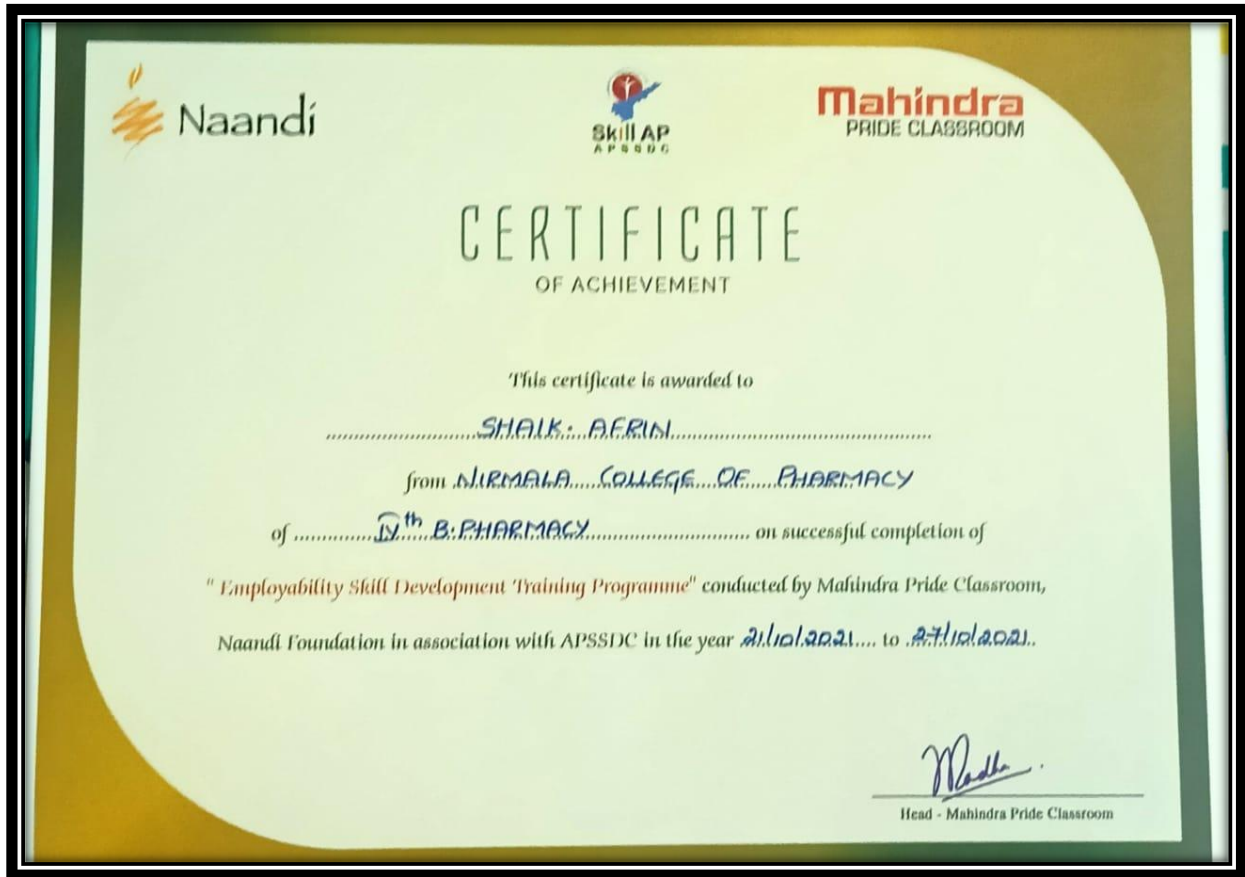 Naandi
Skill AP
APSSDC
Mahindra
PRIDE CLASSROOM
CERTIFICATE
OF ACHIEVEMENT
This certificate is awarded to
SHAIK. AFRIN
from NIRMALA COLLEGE OF PHARMACY
of IVth B.PHARMACY on successful completion of
"Employability Skill Development Training Programme" conducted by Mahindra Pride Classroom,
Naandi Foundation in association with APSSDC in the year 21/10/2021 to 27/10/2021
Head - Mahindra Pride Classroom